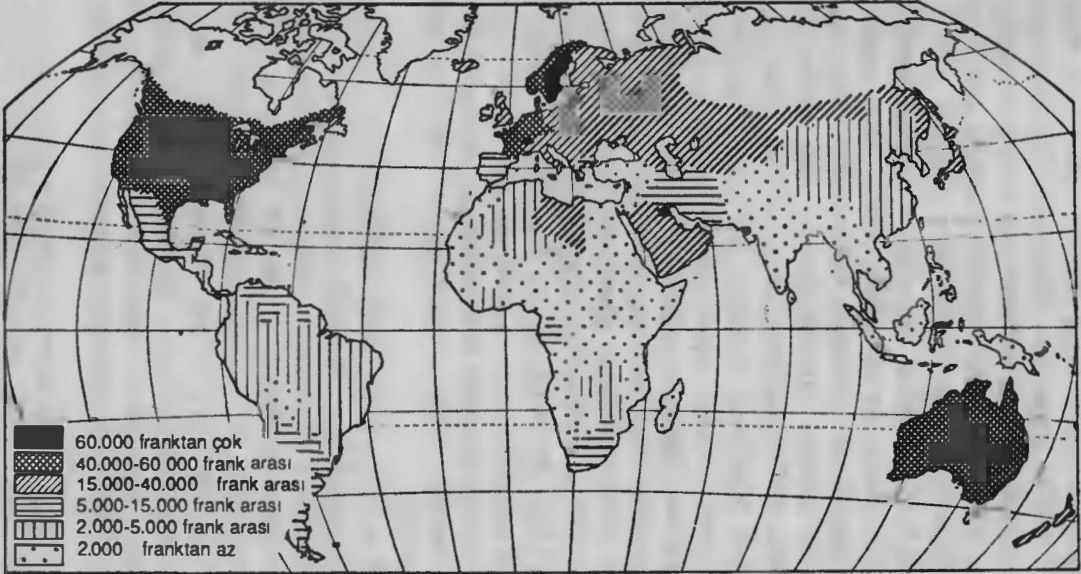 60.000 franktan çok
40.000-60 000 frank arası
15.000-40.000 frank arası
5.000-15.000 frank arası
2.000-5.000 frank arası
2.000 franktan az